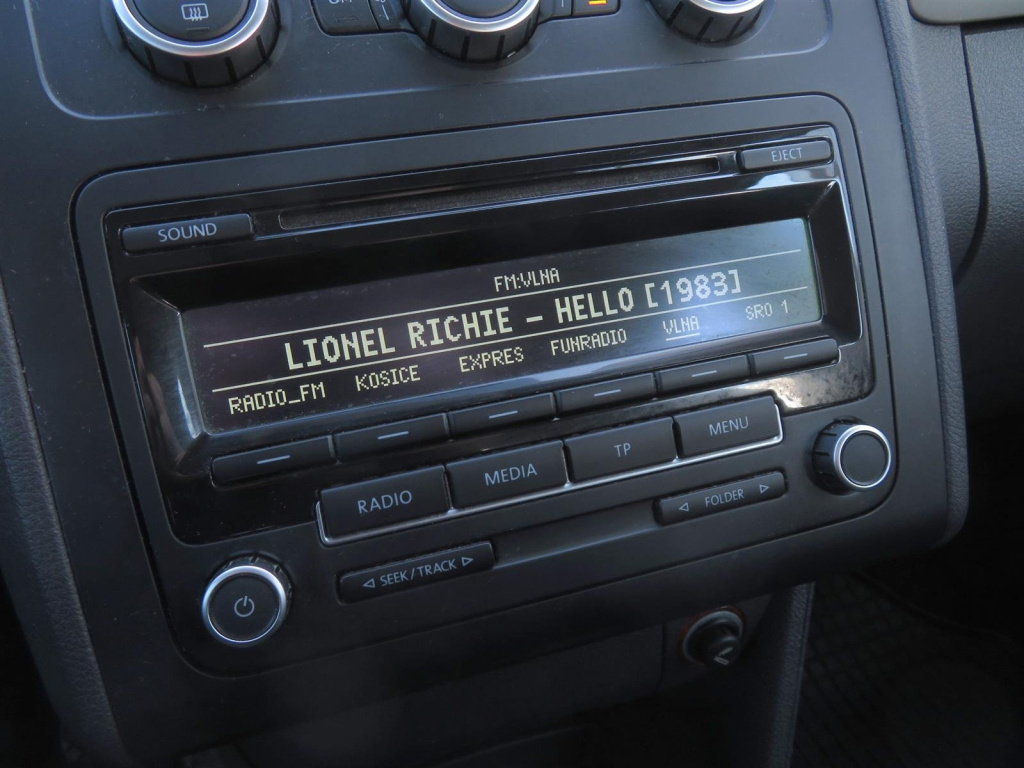 EJECT
SOUND
FM:VLNA
LIONEL RICHIE - HELLO [1983]
RADIO_FM KOSICE EXPRES FUNRADIO VLNA SRO 1
RADIO MEDIA TP MENU
FOLDER
SEEK / TRACK